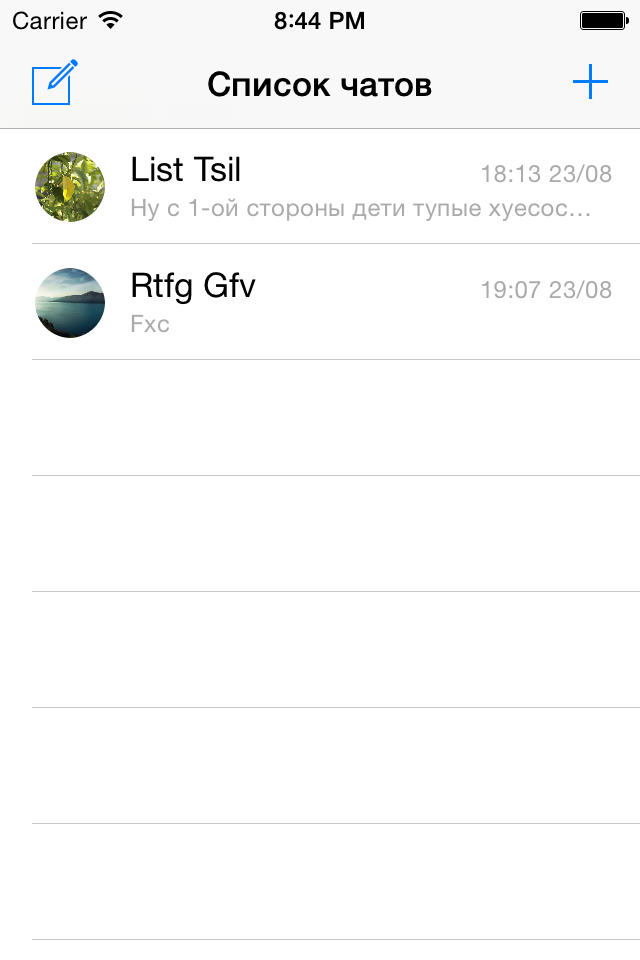 Carrier 8:44 PM
Список чатов
List Tsil 18:13 23/08
Ну с 1-ой стороны дети тупые хуесос...
Rtfg Gfv 19:07 23/08
Fxc